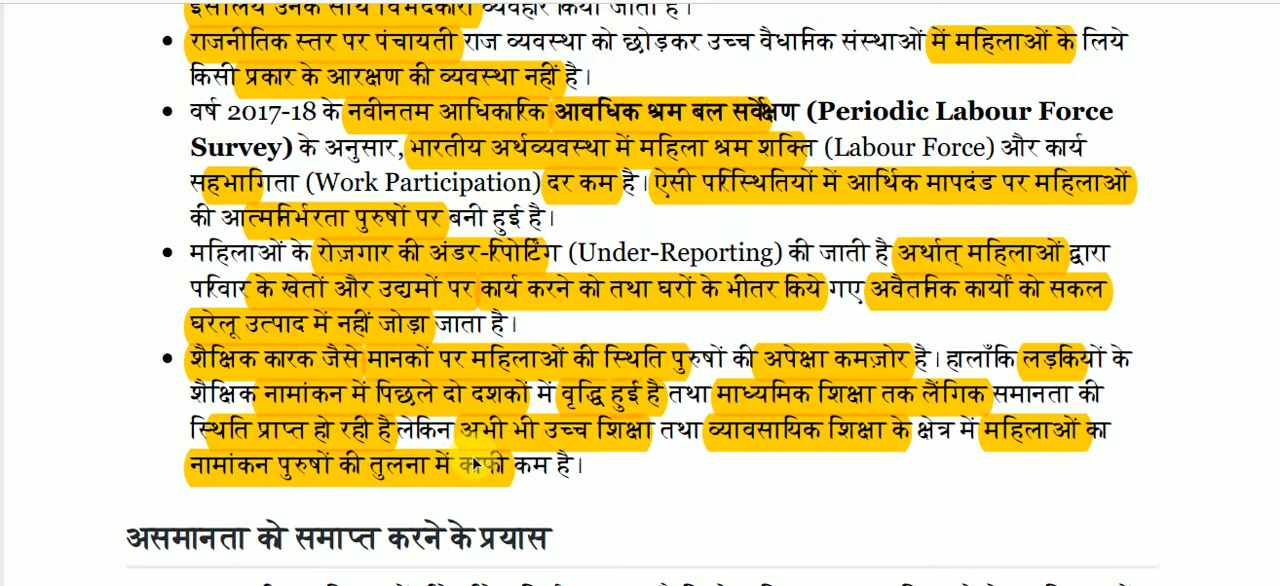 इसलिये उनके साथ विभेदकारी व्यवहार किया जाता है।
• राजनीतिक स्तर पर पंचायती राज व्यवस्था को छोड़कर उच्च वैधानिक संस्थाओं में महिलाओं के लिये
किसी प्रकार के आरक्षण की व्यवस्था नहीं है।
• वर्ष 2017-18 के नवीनतम आधिकारिक आवधिक श्रम बल सर्वेक्षण (Periodic Labour Force
Survey) के अनुसार, भारतीय अर्थव्यवस्था में महिला श्रम शक्ति (Labour Force) और कार्य
सहभागिता (Work Participation) दर कम है। ऐसी परिस्थितियों में आर्थिक मापदंड पर महिलाओं
की आत्मनिर्भरता पुरुषों पर बनी हुई है।
• महिलाओं के रोज़गार की अंडर-रिपोर्टिंग (Under-Reporting) की जाती है अर्थात् महिलाओं द्वारा
परिवार के खेतों और उद्यमों पर कार्य करने को तथा घरों के भीतर किये गए अवैतनिक कार्यों को सकल
घरेलू उत्पाद में नहीं जोड़ा जाता है।
• शैक्षिक कारक जैसे मानकों पर महिलाओं की स्थिति पुरुषों की अपेक्षा कमज़ोर है। हालाँकि लड़कियों के
शैक्षिक नामांकन में पिछले दो दशकों में वृद्धि हुई है तथा माध्यमिक शिक्षा तक लैंगिक समानता की
स्थिति प्राप्त हो रही है लेकिन अभी भी उच्च शिक्षा तथा व्यावसायिक शिक्षा के क्षेत्र में महिलाओं का
नामांकन पुरुषों की तुलना में काफी कम है।
असमानता को समाप्त करने के प्रयास